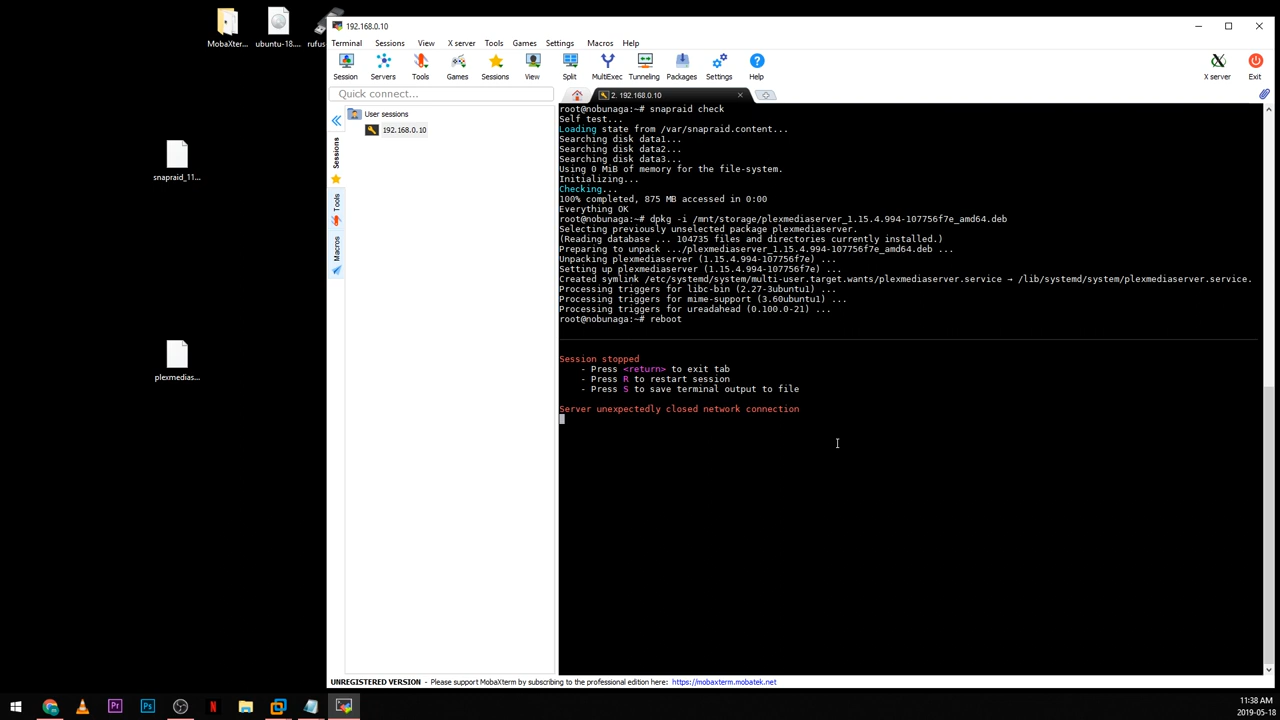 MobaXter...
ubuntu-18....
rufus
snapraid_11...
plexmedias...
192.168.0.10
Terminal Sessions View X server Tools Games Settings Macros Help
Session Servers Tools Games Sessions View Split MultiExec Tunneling Packages Settings Help X server Exit
Quick connect...
2. 192.168.0.10
User sessions
192.168.0.10
Sessions
Tools
Macros
root@nobunaga:~# snapraid check
Self test...
Loading state from /var/snapraid.content...
Searching disk data1...
Searching disk data2...
Searching disk data3...
Using 0 MiB of memory for the file-system.
Initializing...
Checking...
100% completed, 875 MB accessed in 0:00
Everything OK
root@nobunaga:~# dpkg -i /mnt/storage/plexmediaserver_1.15.4.994-107756f7e_amd64.deb
Selecting previously unselected package plexmediaserver.
(Reading database ... 104735 files and directories currently installed.)
Preparing to unpack .../plexmediaserver_1.15.4.994-107756f7e_amd64.deb ...
Unpacking plexmediaserver (1.15.4.994-107756f7e) ...
Setting up plexmediaserver (1.15.4.994-107756f7e) ...
Created symlink /etc/systemd/system/multi-user.target.wants/plexmediaserver.service → /lib/systemd/system/plexmediaserver.service.
Processing triggers for libc-bin (2.27-3ubuntu1) ...
Processing triggers for mime-support (3.60ubuntu1) ...
Processing triggers for ureadahead (0.100.0-21) ...
root@nobunaga:~# reboot
Session stopped
- Press <return> to exit tab
- Press R to restart session
- Press S to save terminal output to file
Server unexpectedly closed network connection
UNREGISTERED VERSION - Please support MobaXterm by subscribing to the professional edition here: https://mobaxterm.mobatek.net
Pr
Ps
N
11:38 AM
2019-05-18